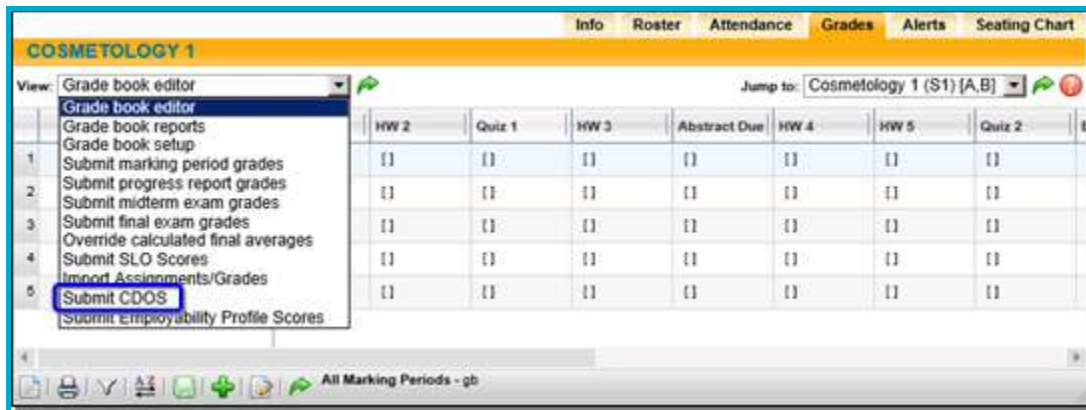 Info Roster Attendance Grades Alerts Seating Chart
COSMETOLOGY 1
View: Grade book editor Jump to: Cosmetology 1 (S1) [A,B]
Grade book editor
Grade book reports
Grade book setup
Submit marking period grades
Submit progress report grades
Submit midterm exam grades
Submit final exam grades
Override calculated final averages
Submit SLO Scores
Import Assignments/Grades
Submit CDOS
Submit Employability Profile Scores
HW 2 Quiz 1 HW 3 Abstract Due HW 4 HW 5 Quiz 2
1 [] [] [] [] [] [] []
2 [] [] [] [] [] [] []
3 [] [] [] [] [] [] []
4 [] [] [] [] [] [] []
5 [] [] [] [] [] [] []
All Marking Periods - gb